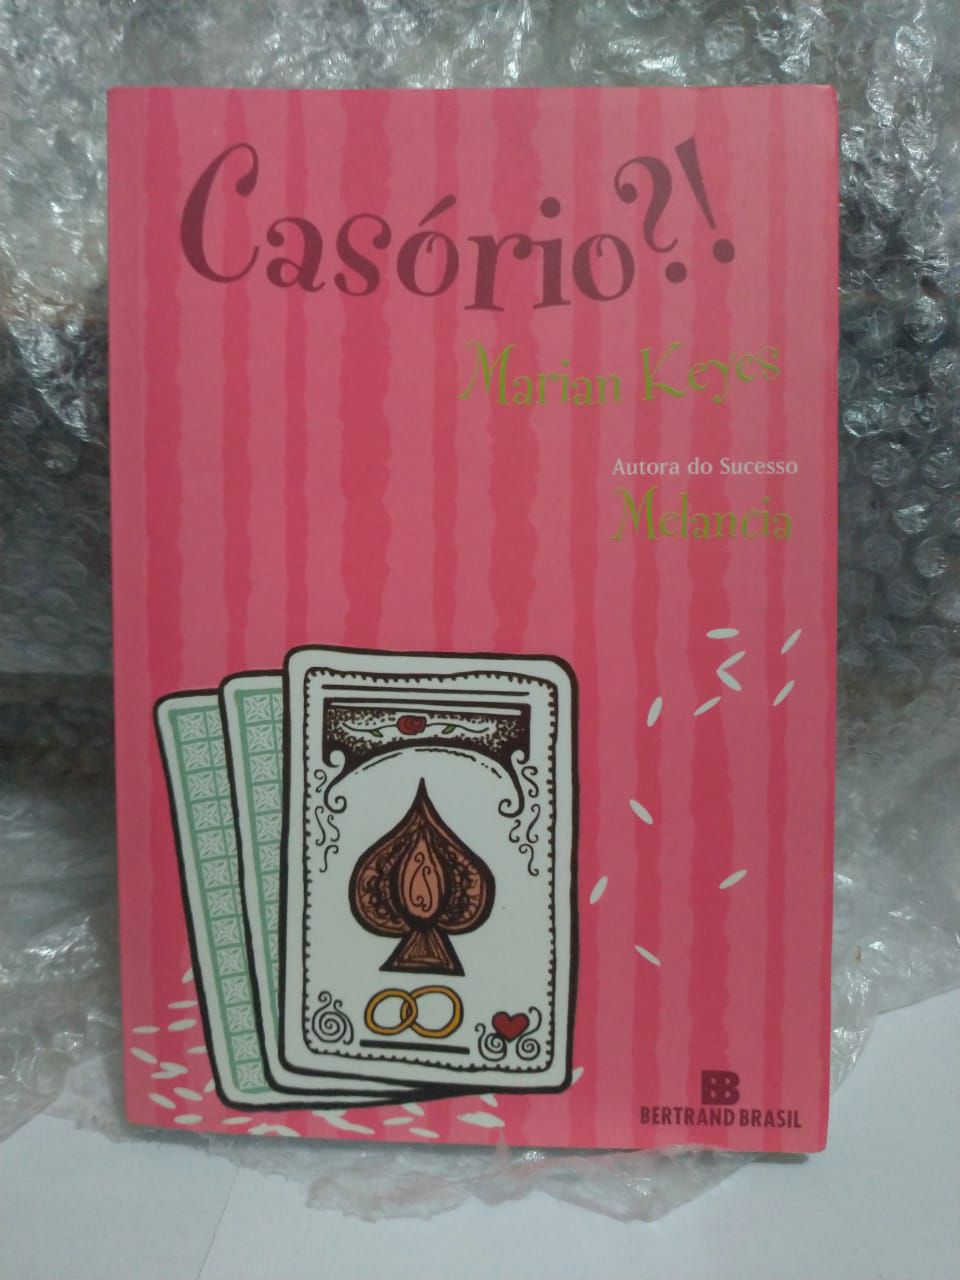 Casório?!
Marian Keyes
Autora do Sucesso
Melancia
BB
BERTRAND BRASIL